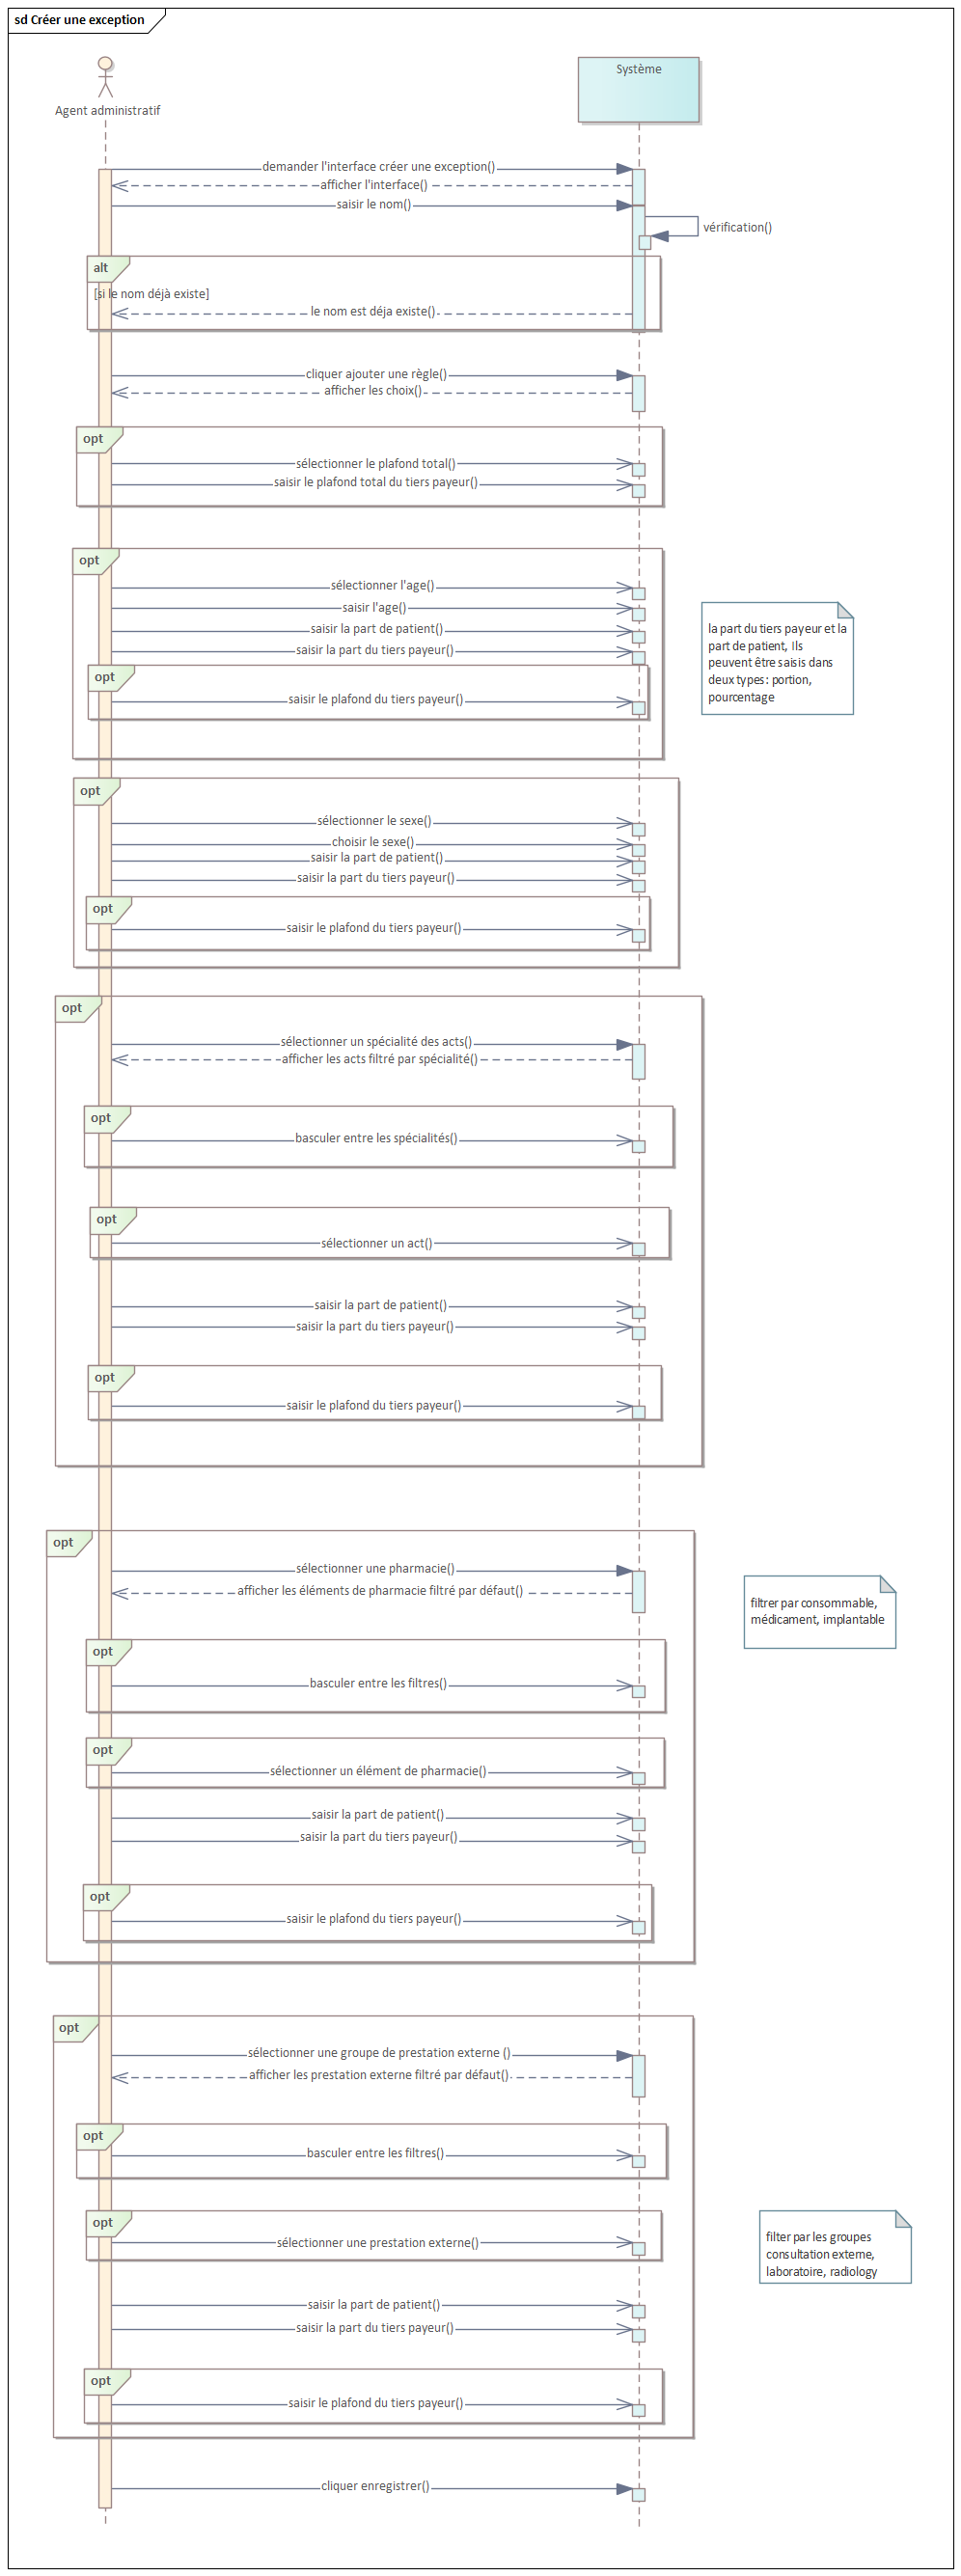 sd Créer une exception
Agent administratif
Système
demander l'interface créer une exception()
afficher l'interface()
saisir le nom()
vérification()
alt
[si le nom déjà existe]
le nom est déja existe()
cliquer ajouter une règle()
afficher les choix()
opt
sélectionner le plafond total()
saisir le plafond total du tiers payeur()
opt
sélectionner l'age()
saisir l'age()
saisir la part de patient()
saisir la part du tiers payeur()
opt
saisir le plafond du tiers payeur()
la part du tiers payeur et la
part de patient, Ils
peuvent être saisis dans
deux types: portion,
pourcentage
opt
sélectionner le sexe()
choisir le sexe()
saisir la part de patient()
saisir la part du tiers payeur()
opt
saisir le plafond du tiers payeur()
opt
sélectionner un spécialité des acts()
afficher les acts filtré par spécialité()
opt
basculer entre les spécialités()
opt
sélectionner un act()
saisir la part de patient()
saisir la part du tiers payeur()
opt
saisir le plafond du tiers payeur()
opt
sélectionner une pharmacie()
afficher les éléments de pharmacie filtré par défaut()
filtrer par consommable,
médicament, implantable
opt
basculer entre les filtres()
opt
sélectionner un élément de pharmacie()
saisir la part de patient()
saisir la part du tiers payeur()
opt
saisir le plafond du tiers payeur()
opt
sélectionner une groupe de prestation externe ()
afficher les prestation externe filtré par défaut()
opt
basculer entre les filtres()
opt
sélectionner une prestation externe()
filter par les groupes
consultation externe,
laboratoire, radiology
saisir la part de patient()
saisir la part du tiers payeur()
opt
saisir le plafond du tiers payeur()
cliquer enregistrer()